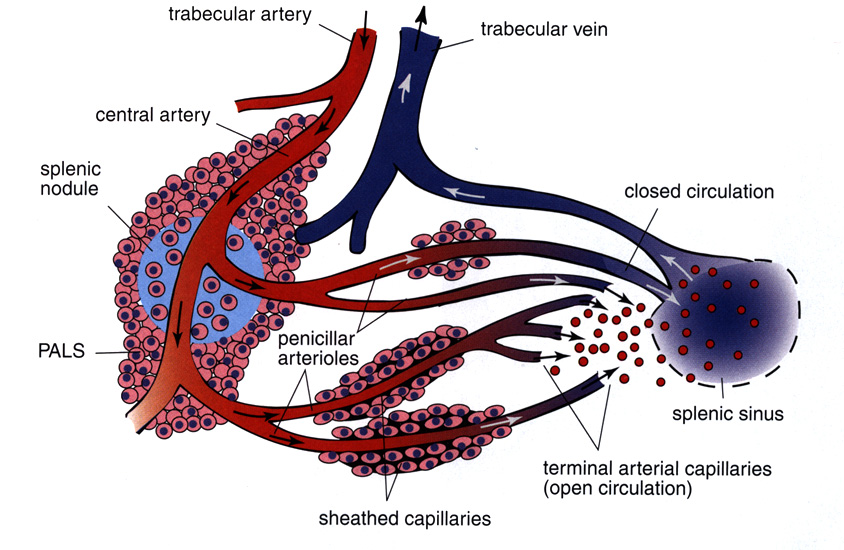 trabecular artery
trabecular vein
central artery
splenic
nodule
closed circulation
PALS
penicillar
arterioles
splenic sinus
terminal arterial capillaries
(open circulation)
sheathed capillaries